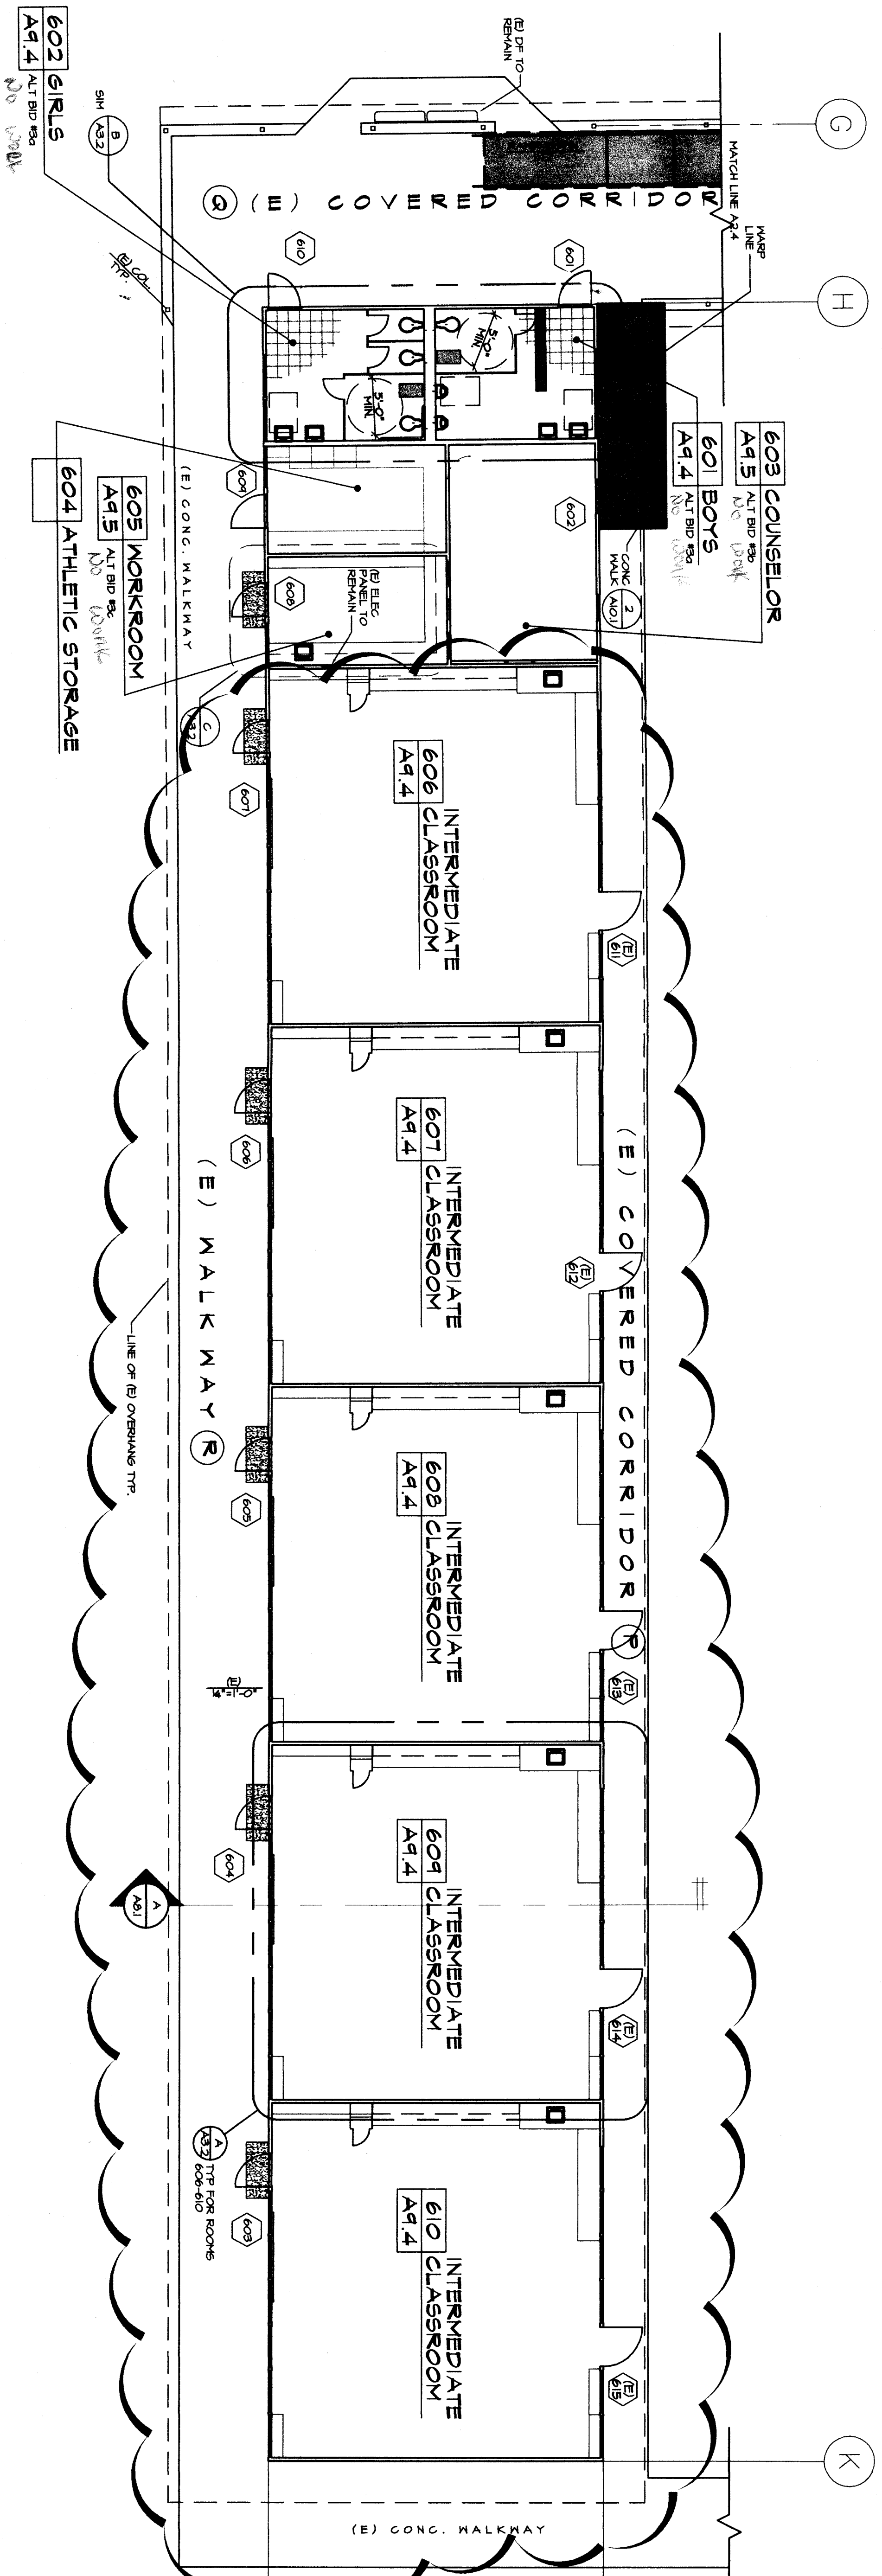 G
H
K
(E) DF TO
REMAIN
MATCH LINE A2.4
WARP
LINE
Q
(E) COVERED CORRIDOR
602 GIRLS
A9.4 ALT BID #3a
No work
B
A3.2
SIM
(E) COL.
TYP.
610
601
5'-0"
MIN.
5'-0"
MIN.
603 COUNSELOR
A9.5 ALT BID #3b
No work
601 BOYS
A9.4 ALT BID #3a
No work
CONC
WALK
2
A10.1
602
609
608
(E) ELEC
PANEL TO
REMAIN
605 WORKROOM
A9.5 ALT BID #3c
No work
604 ATHLETIC STORAGE
(E) CONC. WALKWAY
C
A3.2
607
606 INTERMEDIATE
A9.4 CLASSROOM
(E)
611
606
607 INTERMEDIATE
A9.4 CLASSROOM
(E)
612
(E) COVERED CORRIDOR
P
(E) WALKWAY
R
LINE OF (E) OVERHANG TYP.
605
608 INTERMEDIATE
A9.4 CLASSROOM
(E)
613
(E)
1/4"=1'-0"
604
609 INTERMEDIATE
A9.4 CLASSROOM
(E)
614
A
A8.1
A
A3.2
TYP FOR ROOMS
606-610
603
610 INTERMEDIATE
A9.4 CLASSROOM
(E)
615
(E) CONC. WALKWAY